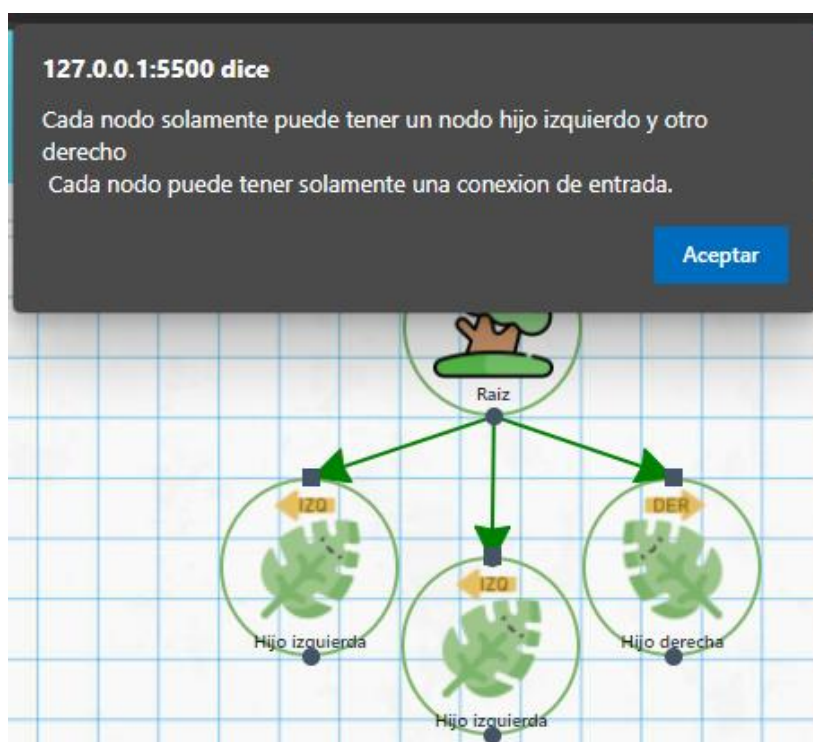 127.0.0.1:5500 dice
Cada nodo solamente puede tener un nodo hijo izquierdo y otro
derecho
Cada nodo puede tener solamente una conexion de entrada.
Aceptar
Raiz
IZQ
DER
IZQ
Hijo izquierda
Hijo derecha
Hijo izquierda